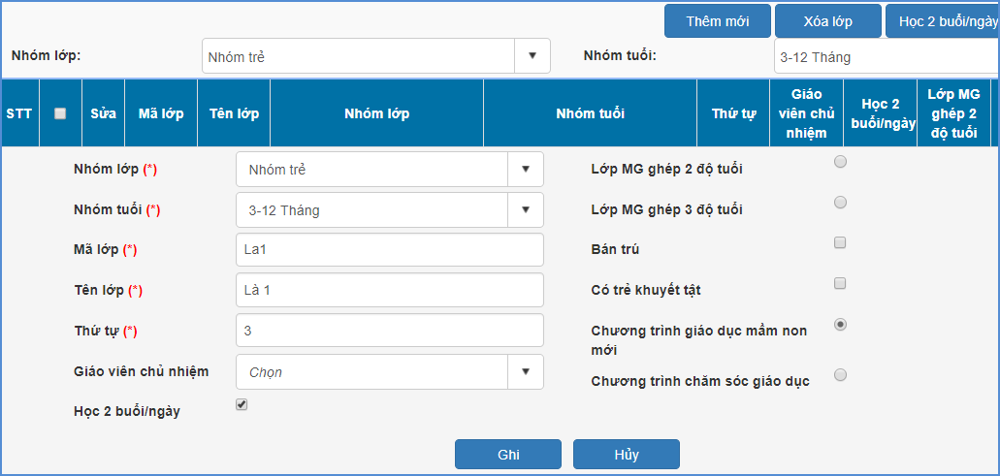 Thêm mới Xóa lớp Học 2 buổi/ngày
Nhóm lớp: Nhóm trẻ Nhóm tuổi: 3-12 Tháng
STT Sửa Mã lớp Tên lớp Nhóm lớp Nhóm tuổi Thứ tự Giáo viên chủ nhiệm Học 2 buổi/ngày Lớp MG ghép 2 độ tuổi
Nhóm lớp (*) Nhóm trẻ Lớp MG ghép 2 độ tuổi
Nhóm tuổi (*) 3-12 Tháng Lớp MG ghép 3 độ tuổi
Mã lớp (*) La1 Bán trú
Tên lớp (*) Là 1 Có trẻ khuyết tật
Thứ tự (*) 3 Chương trình giáo dục mầm non
mới
Giáo viên chủ nhiệm Chọn Chương trình chăm sóc giáo dục
Học 2 buổi/ngày
Ghi Hủy